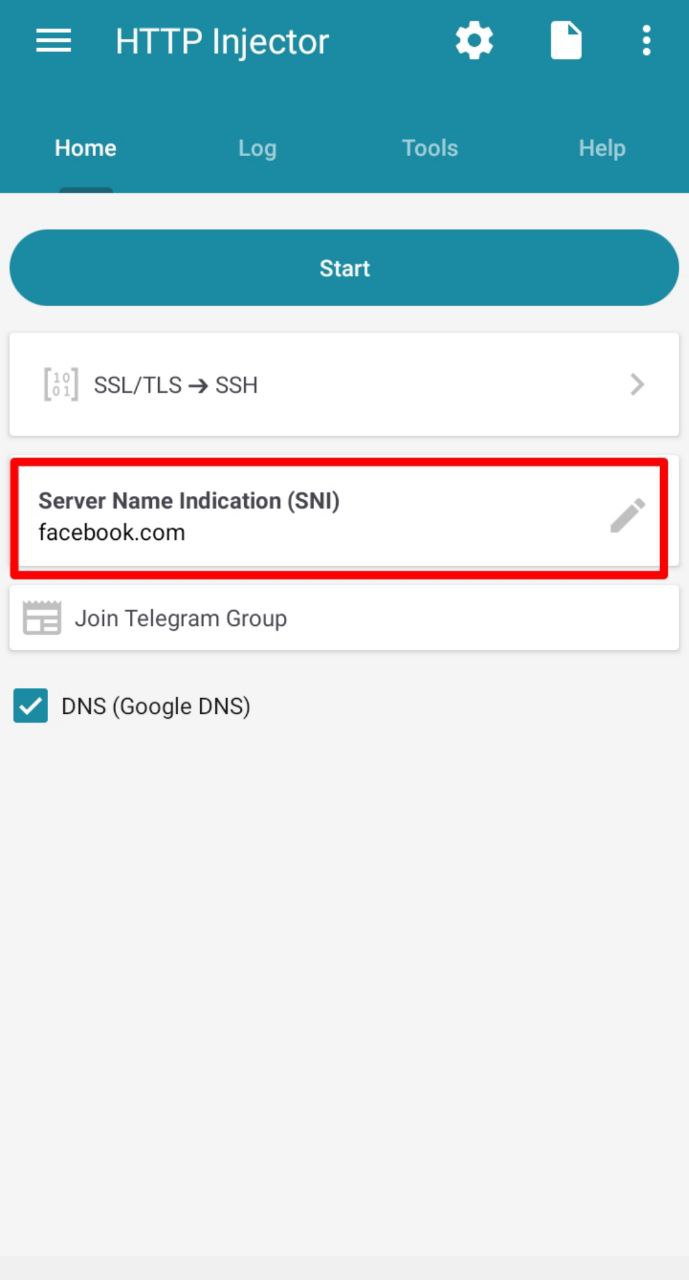 HTTP Injector
Home Log Tools Help
Start
[10
01] SSL/TLS ➔ SSH
Server Name Indication (SNI)
facebook.com
Join Telegram Group
DNS (Google DNS)